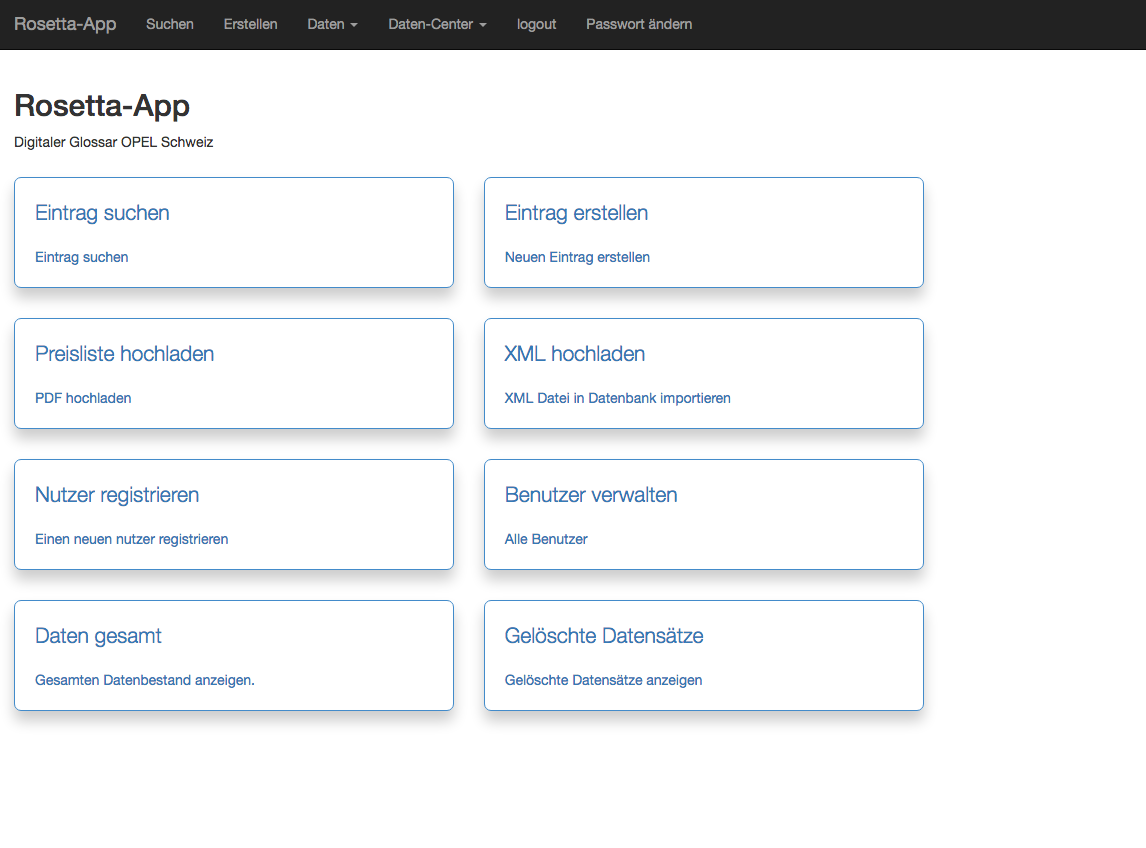 Rosetta-App Suchen Erstellen Daten Daten-Center logout Passwort ändern
Rosetta-App
Digitaler Glossar OPEL Schweiz
Eintrag suchen
Eintrag suchen
Eintrag erstellen
Neuen Eintrag erstellen
Preisliste hochladen
PDF hochladen
XML hochladen
XML Datei in Datenbank importieren
Nutzer registrieren
Einen neuen nutzer registrieren
Benutzer verwalten
Alle Benutzer
Daten gesamt
Gesamten Datenbestand anzeigen.
Gelöschte Datensätze
Gelöschte Datensätze anzeigen